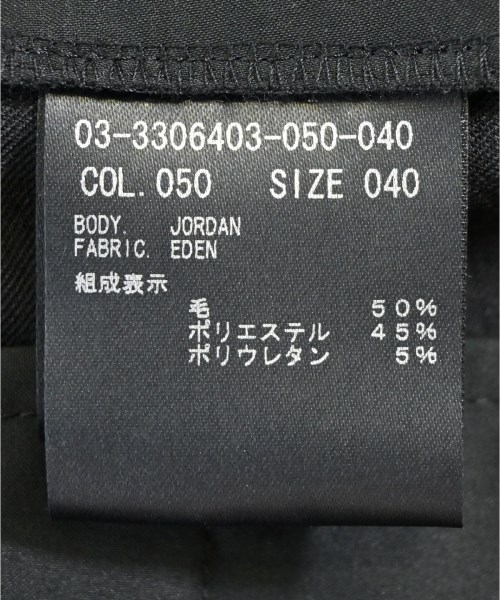 03-3306403-050-040
COL. 050 SIZE 040
BODY. JORDAN
FABRIC. EDEN
組成表示
毛 50%
ポリエステル 45%
ポリウレタン 5%